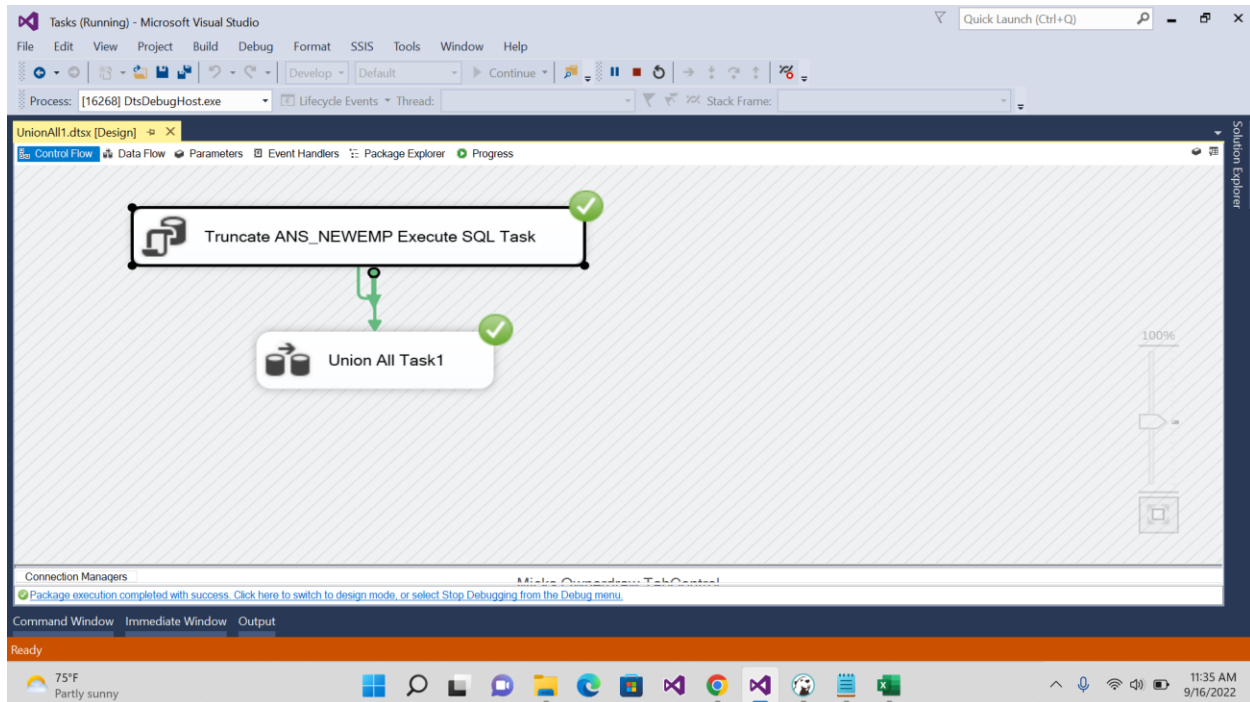 Tasks (Running) - Microsoft Visual Studio
Quick Launch (Ctrl+Q)
File Edit View Project Build Debug Format SSIS Tools Window Help
Develop Default Continue
Process: [16268] DtsDebugHost.exe Lifecycle Events Thread: Stack Frame:
UnionAll1.dtsx [Design]
Solution Explorer
Control Flow Data Flow Parameters Event Handlers Package Explorer Progress
Truncate ANS_NEWEMP Execute SQL Task
Union All Task1
100%
Connection Managers
Micks Ownerdraw TabControl
Package execution completed with success. Click here to switch to design mode, or select Stop Debugging from the Debug menu.
Command Window Immediate Window Output
Ready
75°F
Partly sunny
11:35 AM
9/16/2022